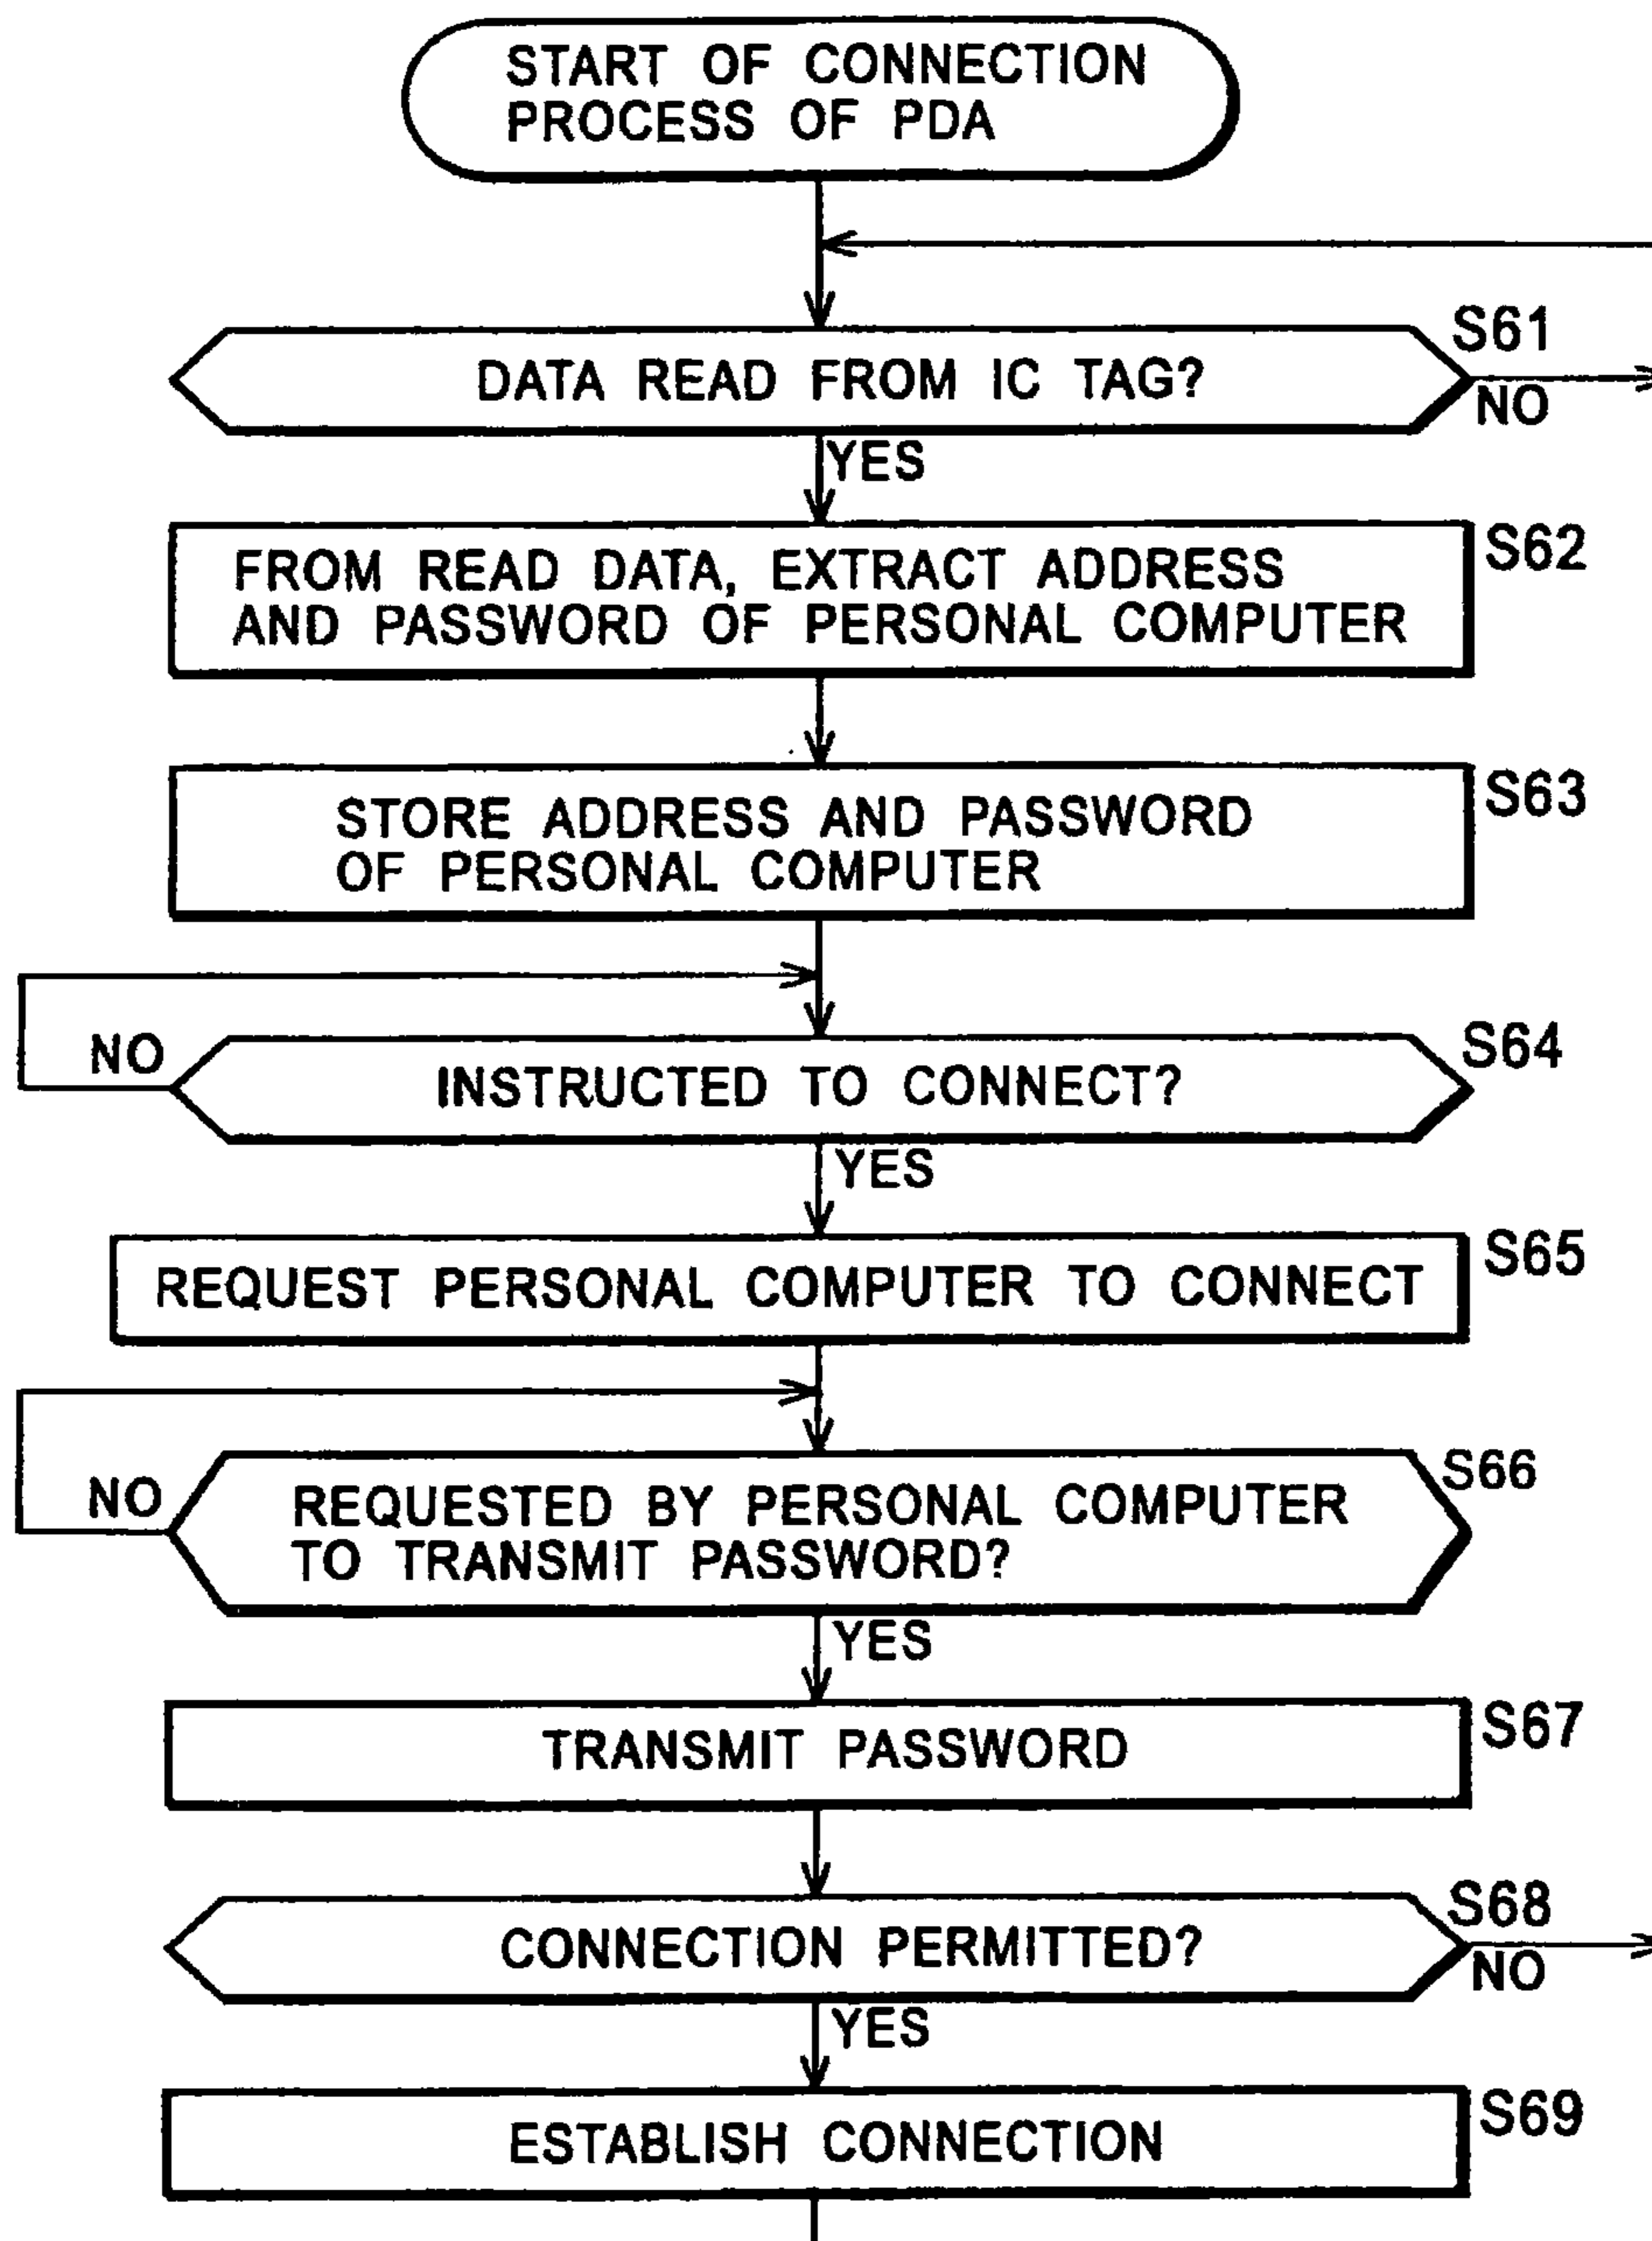 START OF CONNECTION
PROCESS OF PDA
S61
DATA READ FROM IC TAG?
NO
YES
S62
FROM READ DATA, EXTRACT ADDRESS
AND PASSWORD OF PERSONAL COMPUTER
S63
STORE ADDRESS AND PASSWORD
OF PERSONAL COMPUTER
S64
NO
INSTRUCTED TO CONNECT?
YES
S65
REQUEST PERSONAL COMPUTER TO CONNECT
S66
NO
REQUESTED BY PERSONAL COMPUTER
TO TRANSMIT PASSWORD?
YES
S67
TRANSMIT PASSWORD
S68
CONNECTION PERMITTED?
NO
YES
S69
ESTABLISH CONNECTION